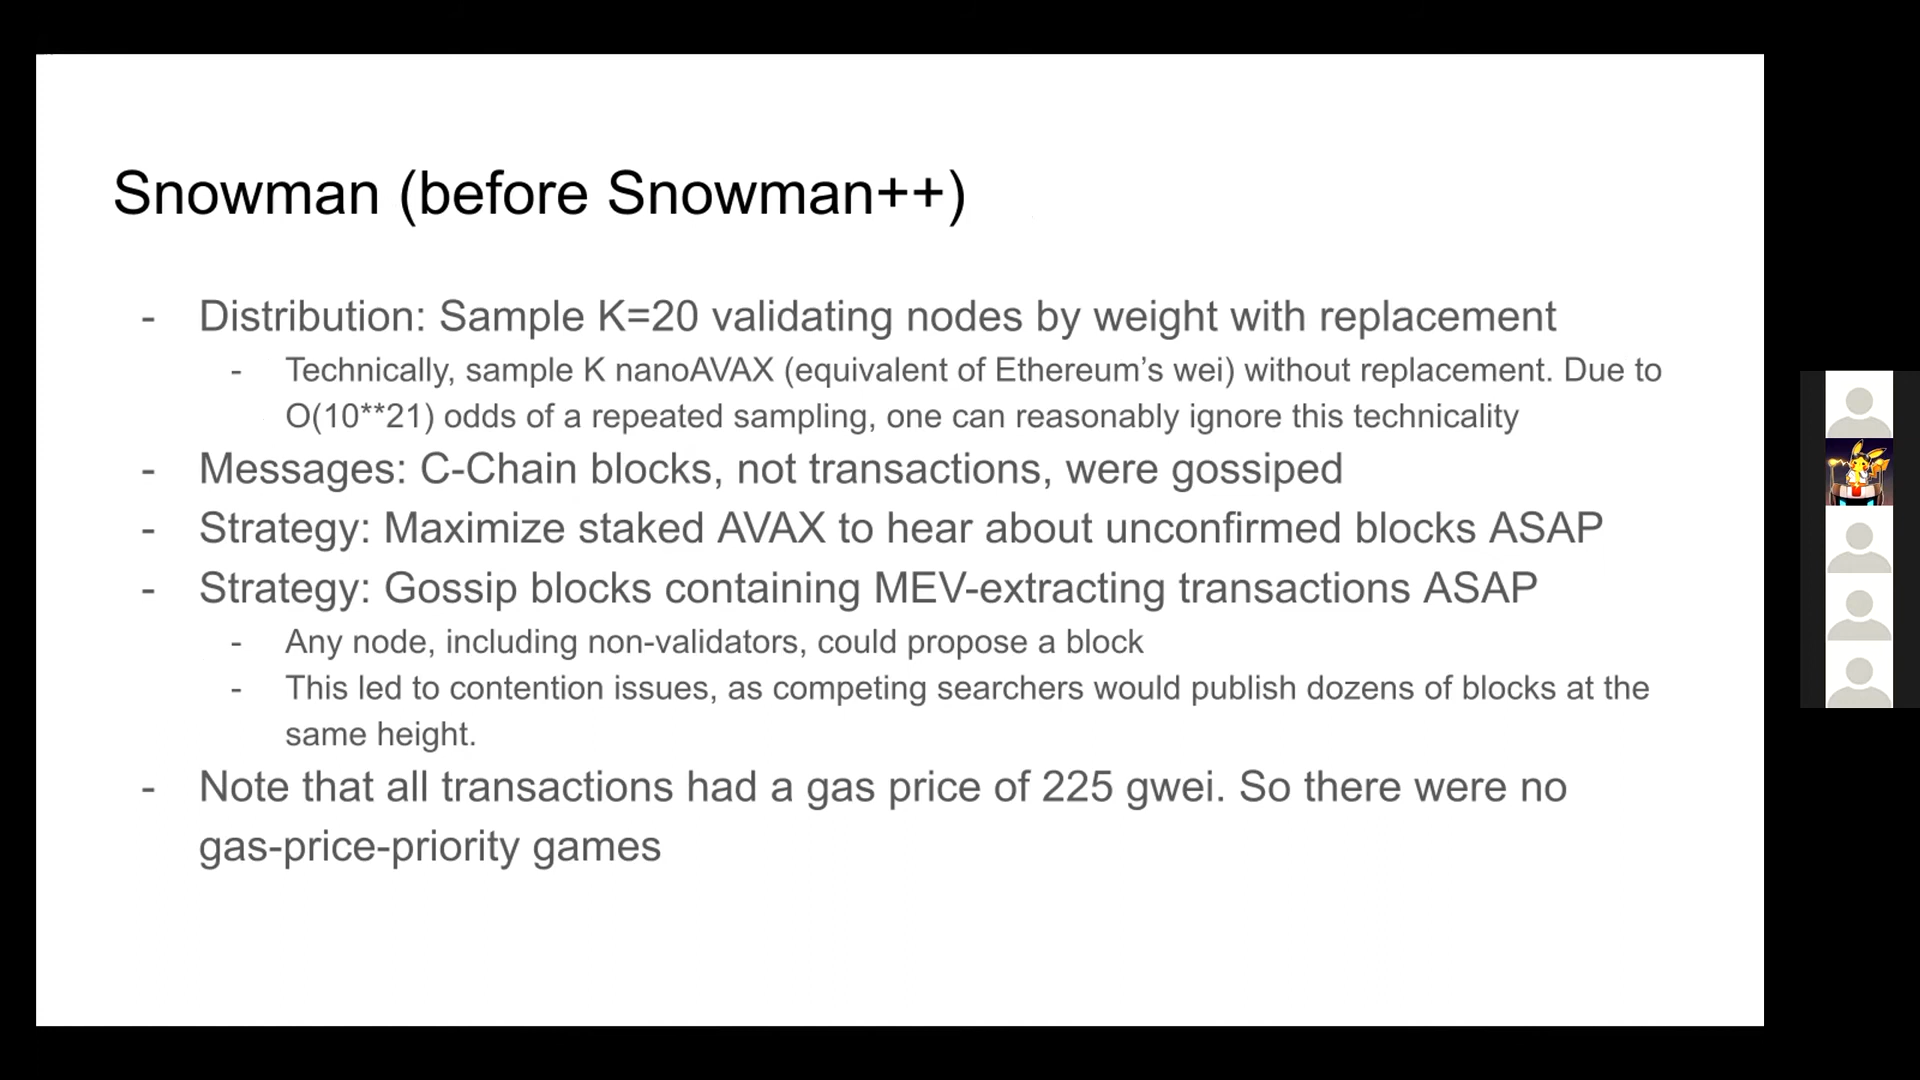 Snowman (before Snowman++)
- Distribution: Sample K=20 validating nodes by weight with replacement
- Technically, sample K nanoAVAX (equivalent of Ethereum’s wei) without replacement. Due to
O(10**21) odds of a repeated sampling, one can reasonably ignore this technicality
- Messages: C-Chain blocks, not transactions, were gossiped
- Strategy: Maximize staked AVAX to hear about unconfirmed blocks ASAP
- Strategy: Gossip blocks containing MEV-extracting transactions ASAP
- Any node, including non-validators, could propose a block
- This led to contention issues, as competing searchers would publish dozens of blocks at the
same height.
- Note that all transactions had a gas price of 225 gwei. So there were no
gas-price-priority games